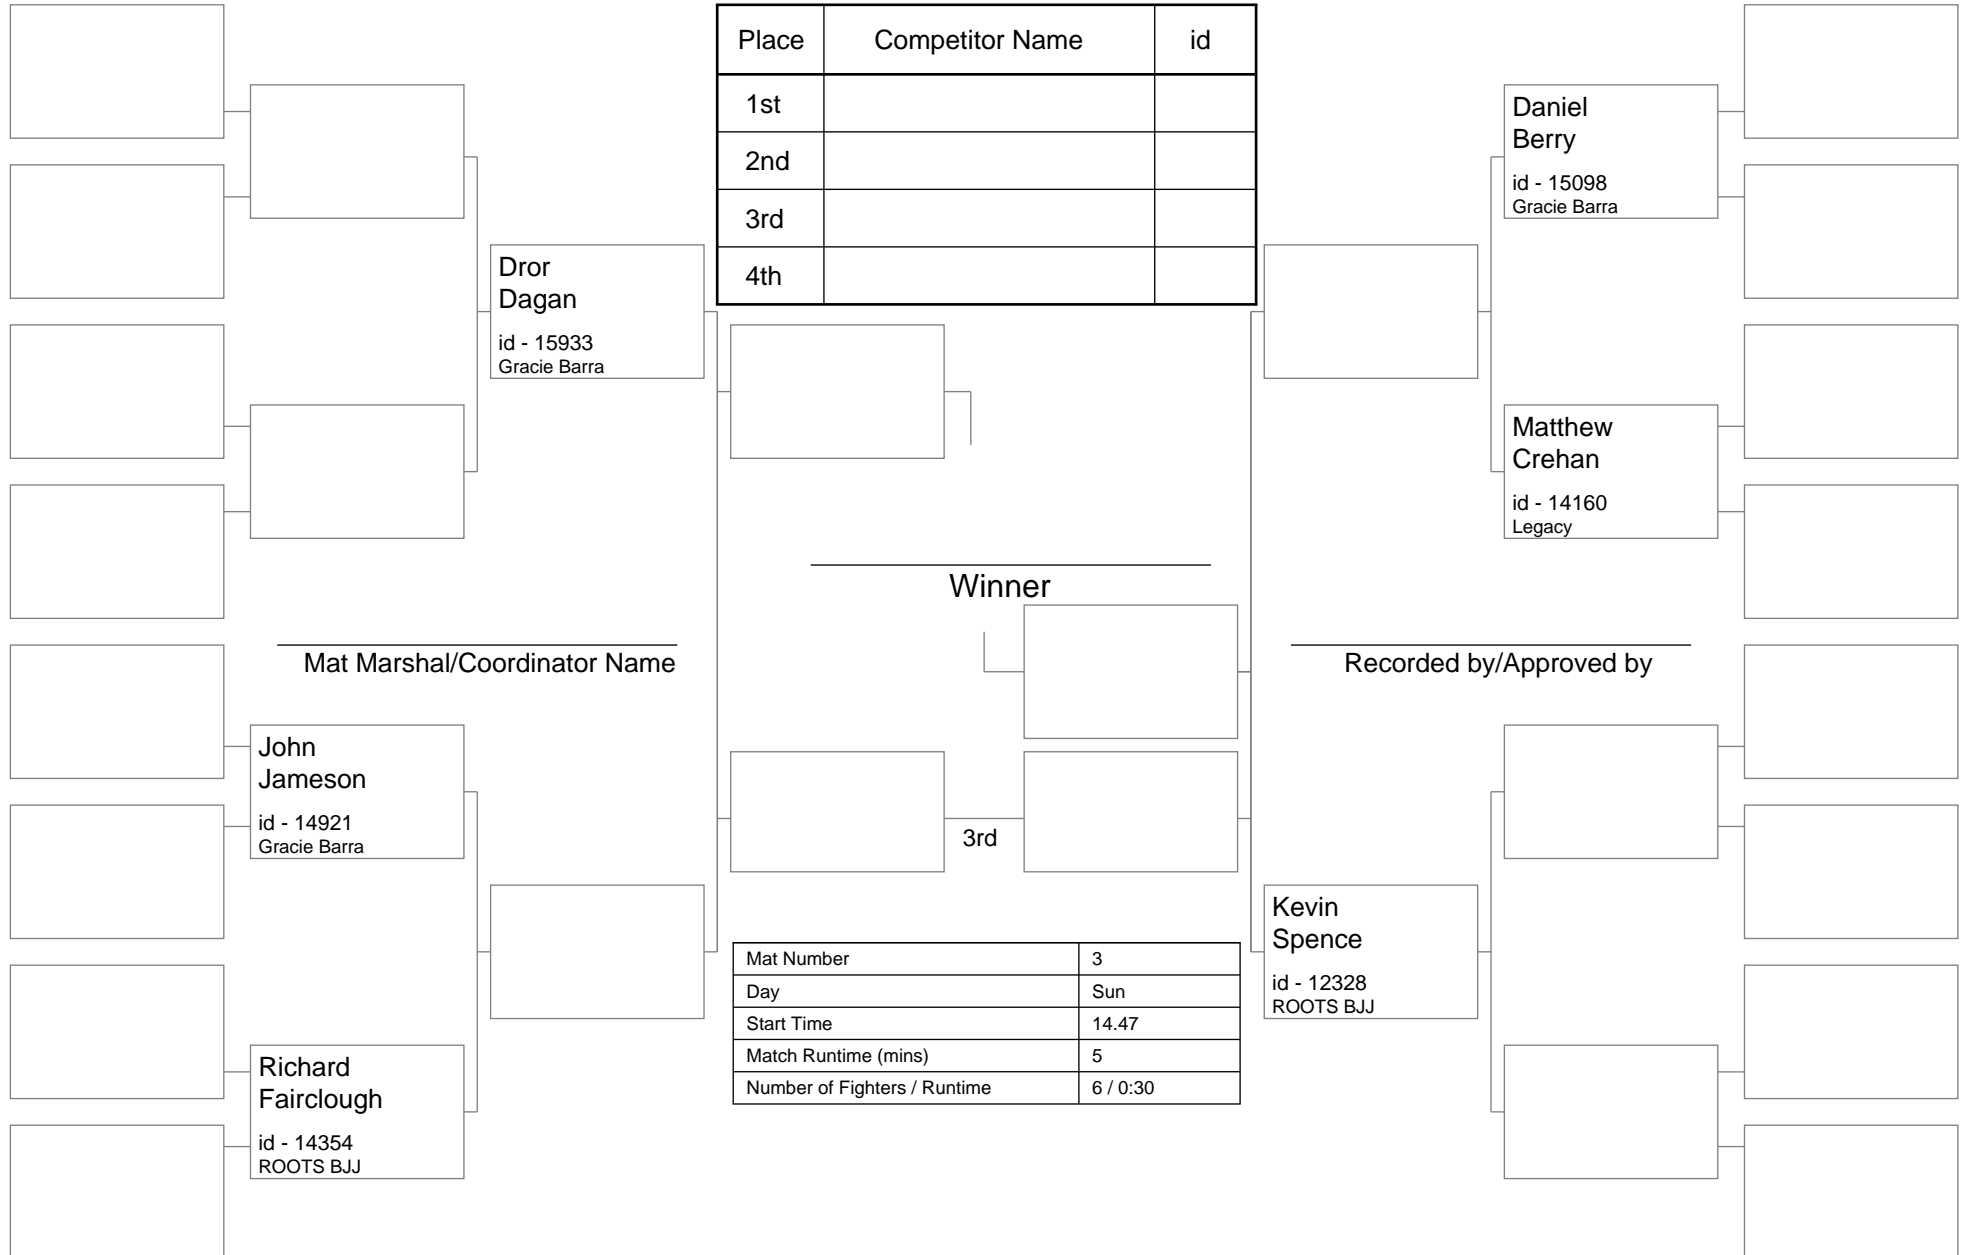 Place Competitor Name id
1st
2nd
3rd
4th
Dror
Dagan
id - 15933
Gracie Barra
Daniel
Berry
id - 15098
Gracie Barra
Matthew
Crehan
id - 14160
Legacy
Winner
Mat Marshal/Coordinator Name
Recorded by/Approved by
John
Jameson
id - 14921
Gracie Barra
3rd
Richard
Fairclough
id - 14354
ROOTS BJJ
Kevin
Spence
id - 12328
ROOTS BJJ
Mat Number 3
Day Sun
Start Time 14.47
Match Runtime (mins) 5
Number of Fighters / Runtime 6 / 0:30